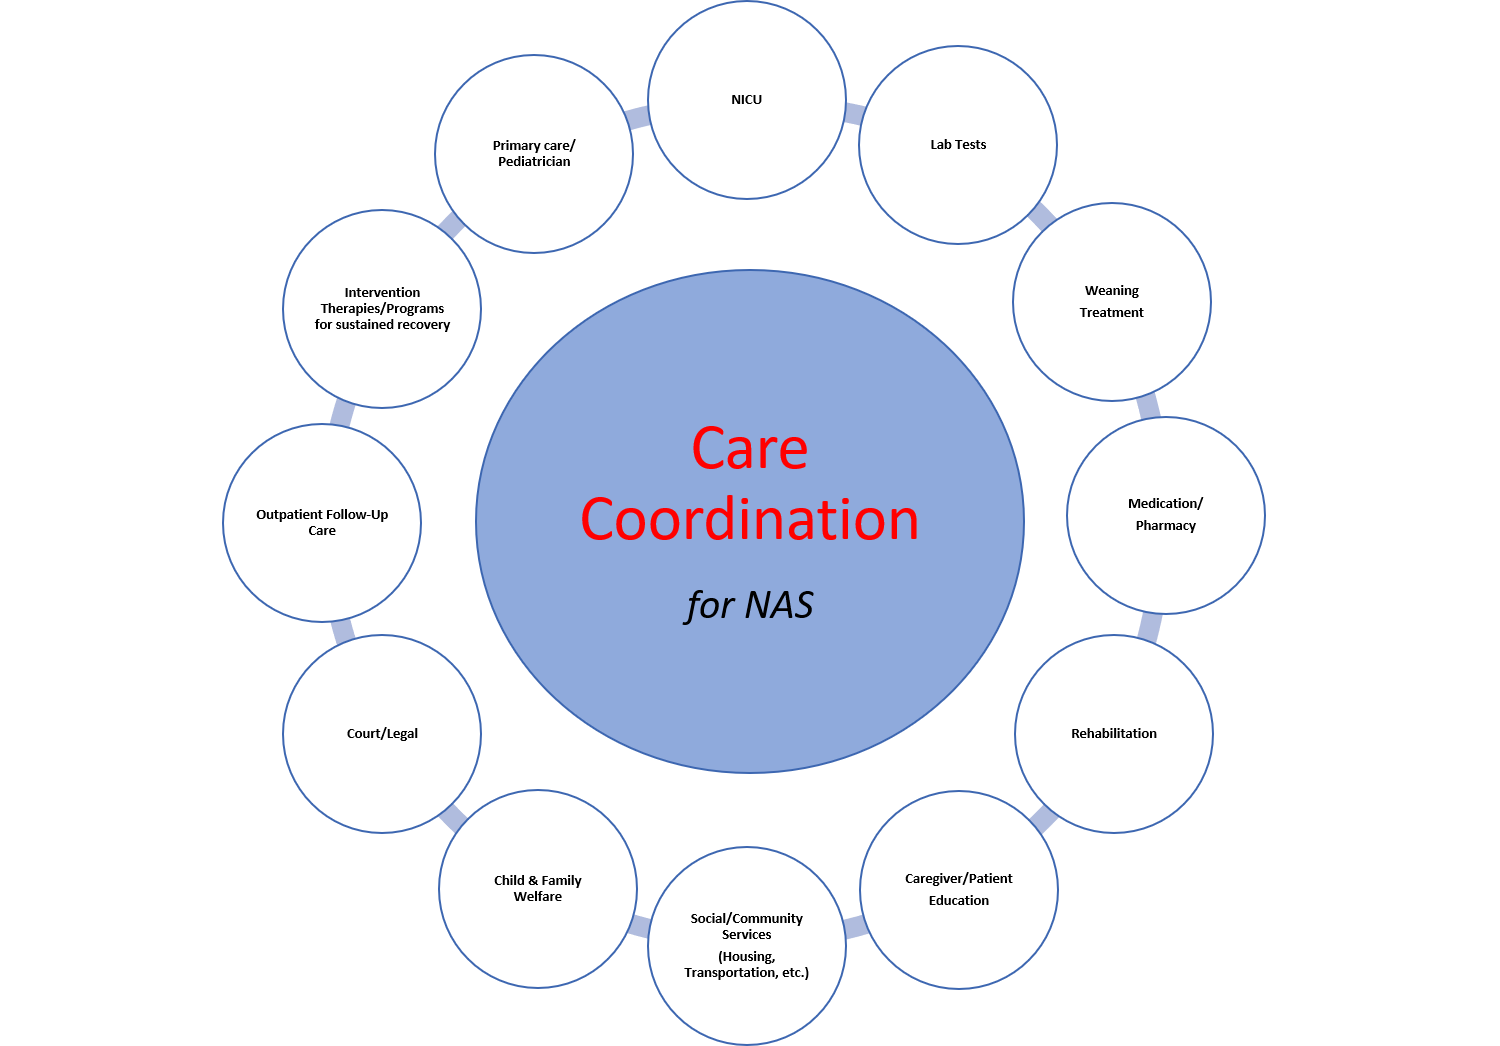 NICU
Lab Tests
Weaning
Treatment
Medication/
Pharmacy
Rehabilitation
Caregiver/Patient
Education
Social/Community
Services
(Housing,
Transportation, etc.)
Child & Family
Welfare
Court/Legal
Outpatient Follow-Up
Care
Intervention
Therapies/Programs
for sustained recovery
Primary care/
Pediatrician
Care
Coordination
for NAS